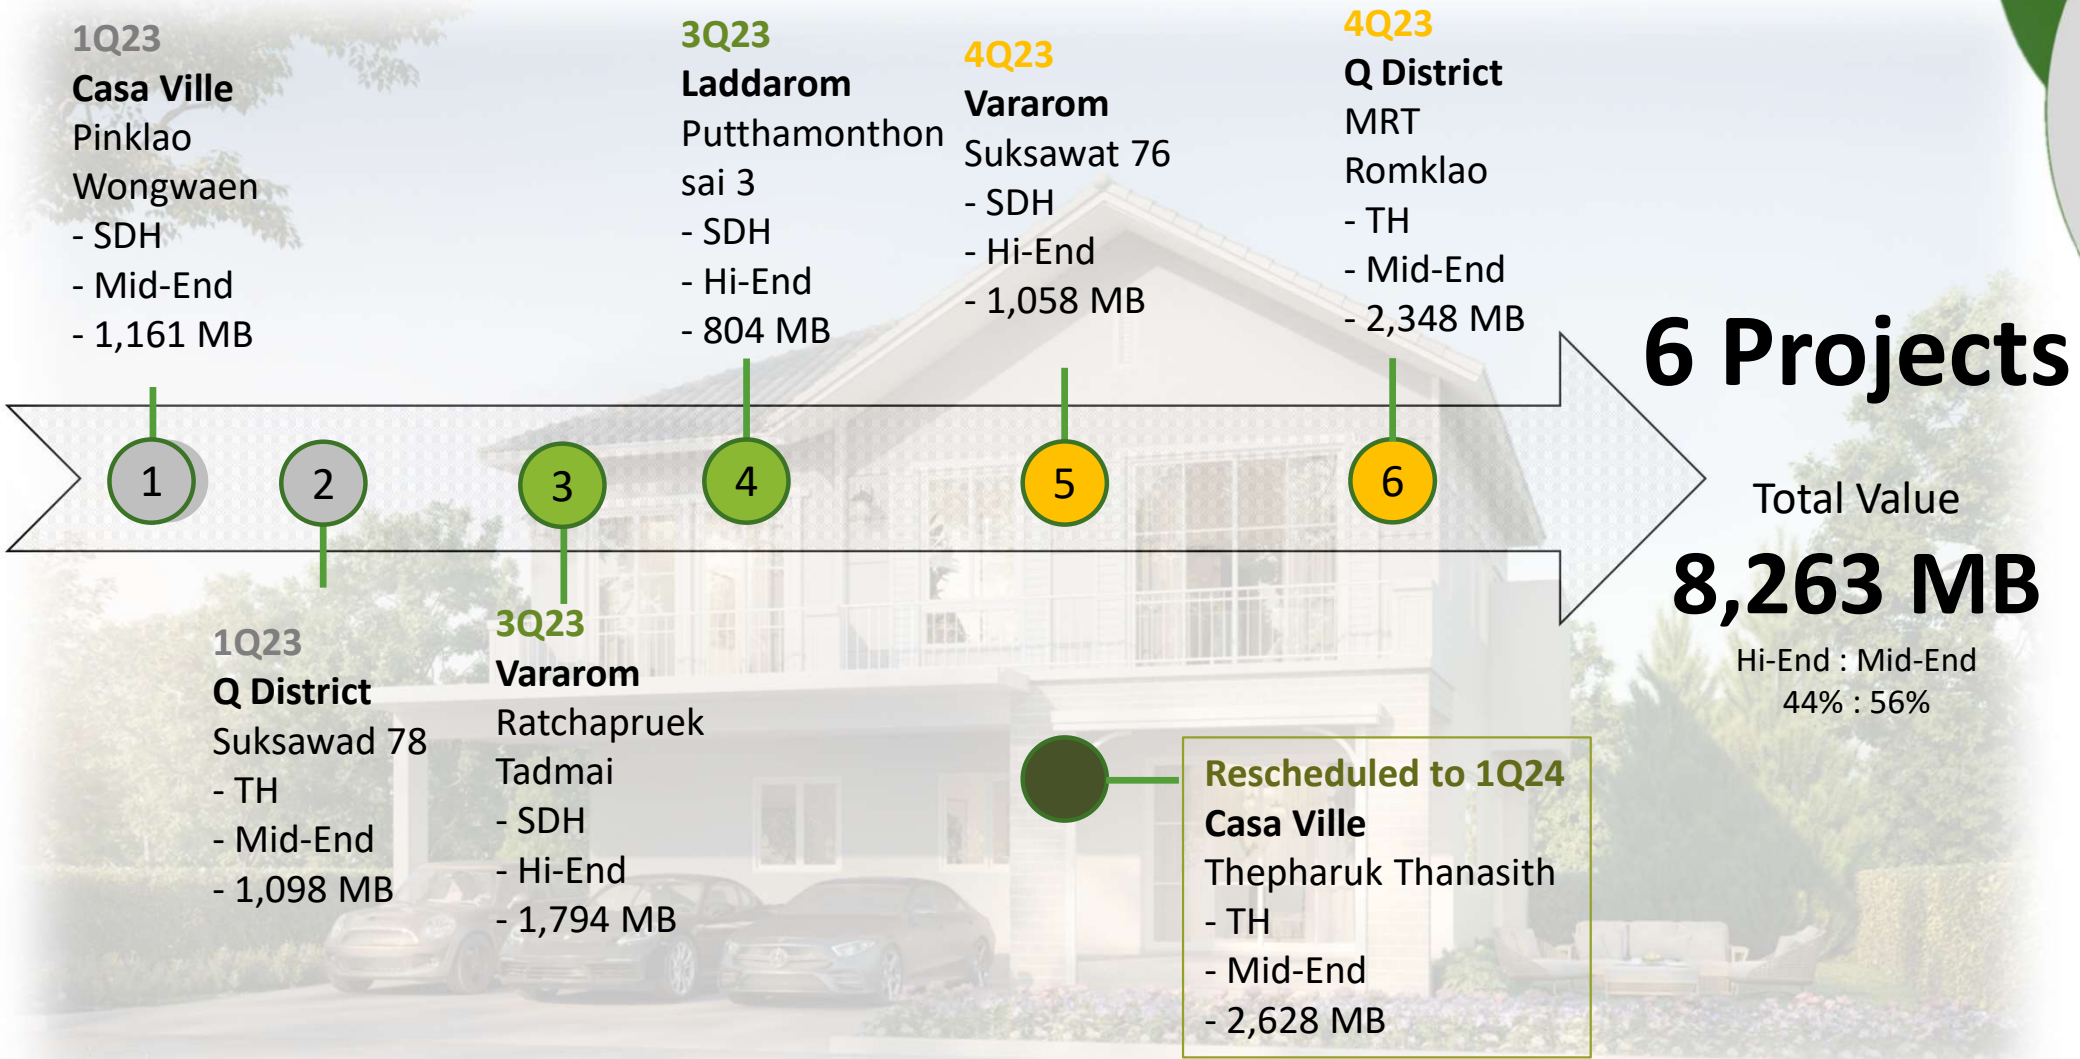 1Q23
Casa Ville
Pinklao
Wongwaen
- SDH
- Mid-End
- 1,161 MB
3Q23
Laddarom
Putthamonthon
sai 3
- SDH
- Hi-End
- 804 MB
4Q23
Vararom
Suksawat 76
- SDH
- Hi-End
- 1,058 MB
4Q23
Q District
MRT
Romklao
- TH
- Mid-End
- 2,348 MB
1
2
3
4
5
6
6 Projects
Total Value
8,263 MB
Hi-End : Mid-End
44% : 56%
1Q23
Q District
Suksawad 78
- TH
- Mid-End
- 1,098 MB
3Q23
Vararom
Ratchapruek
Tadmai
- SDH
- Hi-End
- 1,794 MB
Rescheduled to 1Q24
Casa Ville
Thepharuk Thanasith
- TH
- Mid-End
- 2,628 MB